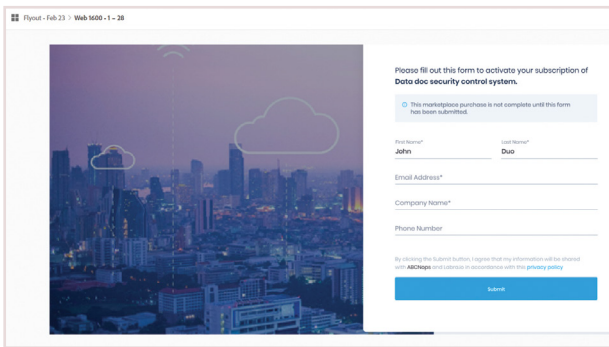 Flyout - Feb 23 > Web 1600 - 1 – 28
Please fill out this form to activate your subscription of
Data doc security control system.
This marketplace purchase is not complete until this form
has been submitted.
First Name* Last Name*
John Duo
Email Address*
Company Name*
Phone Number
By clicking the Submit button, I agree that my information will be shared
with ABCNaps and in accordance with this privacy policy
Submit